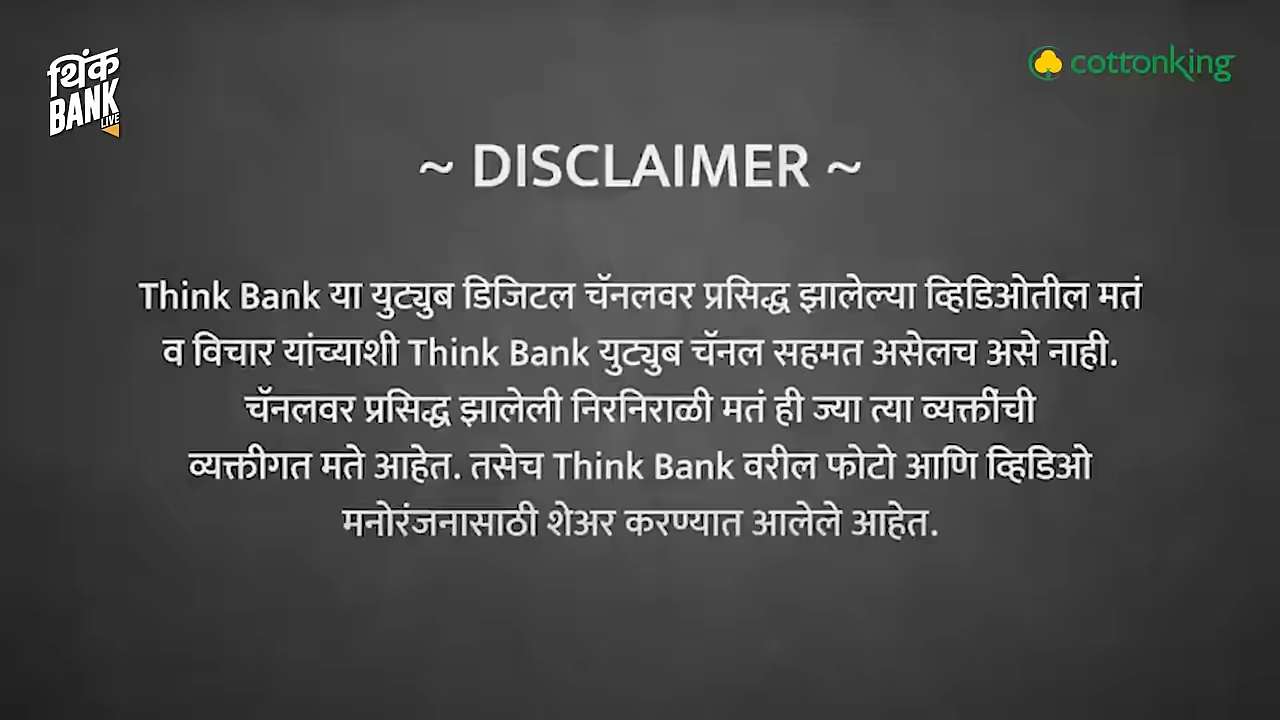 थिंक
BANK
LIVE
cottonking
~ DISCLAIMER ~
Think Bank या युट्युब डिजिटल चॅनलवर प्रसिद्ध झालेल्या व्हिडिओतील मतं
व विचार यांच्याशी Think Bank युट्युब चॅनल सहमत असेलच असे नाही.
चॅनलवर प्रसिद्ध झालेली निरनिराळी मतं ही ज्या त्या व्यक्तींची
व्यक्तीगत मते आहेत. तसेच Think Bank वरील फोटो आणि व्हिडिओ
मनोरंजनासाठी शेअर करण्यात आलेले आहेत.